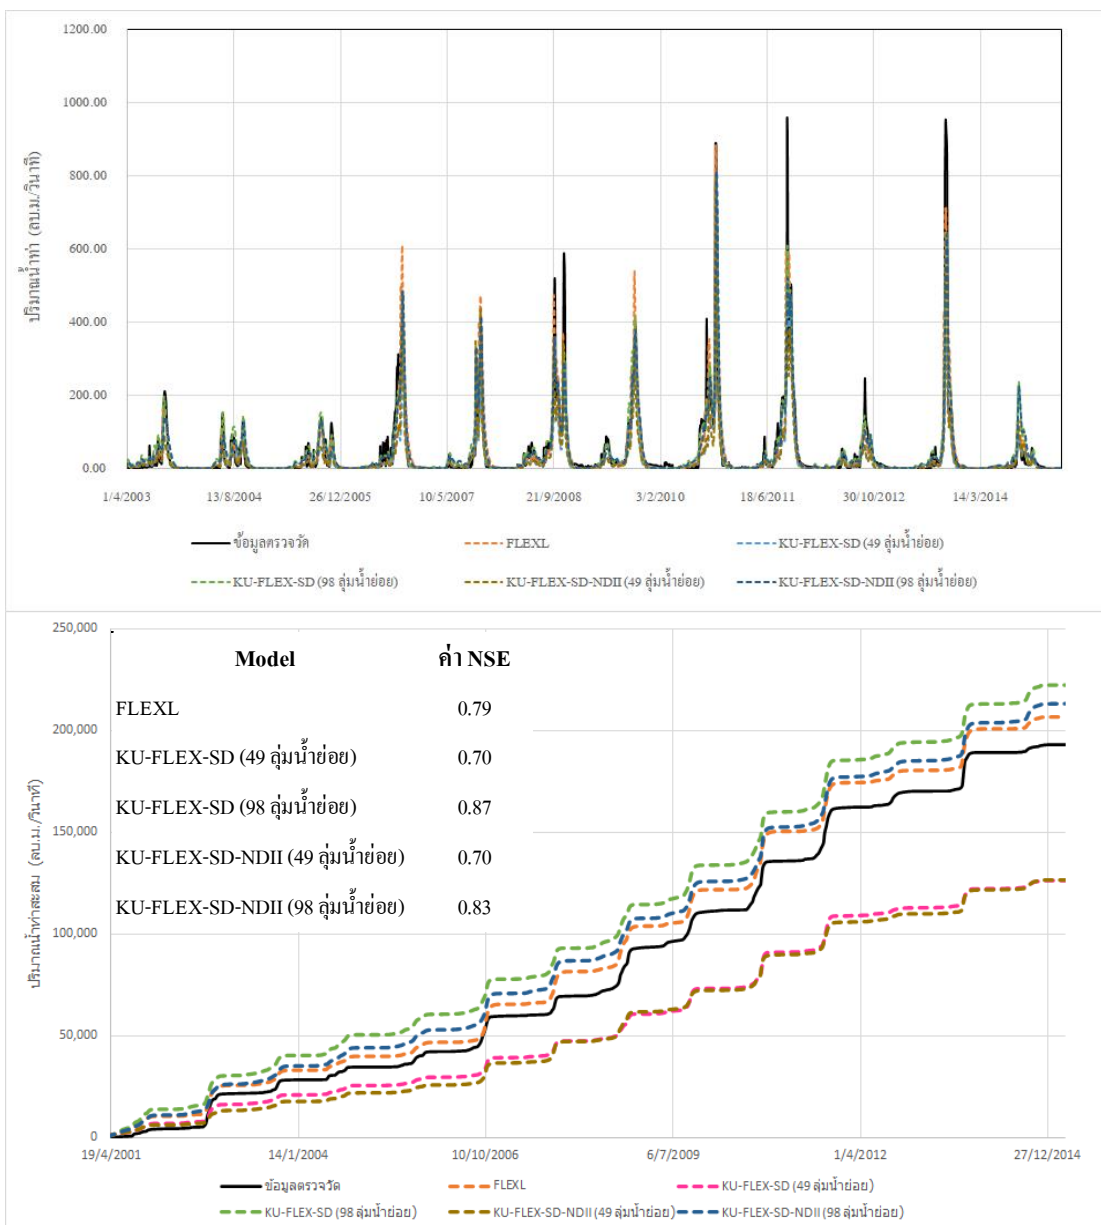 1200.00
1000.00
800.00
600.00
400.00
200.00
0.00
ปริมาณน้ำท่า (ลบ.ม./วินาที)
1/4/2003 13/8/2004 26/12/2005 10/5/2007 21/9/2008 3/2/2010 18/6/2011 30/10/2012 14/3/2014
ข้อมูลตรวจวัด FLEXL KU-FLEX-SD (49 ลุ่มน้ำย่อย)
KU-FLEX-SD (98 ลุ่มน้ำย่อย) KU-FLEX-SD-NDII (49 ลุ่มน้ำย่อย) KU-FLEX-SD-NDII (98 ลุ่มน้ำย่อย)
250,000
200,000
150,000
100,000
50,000
0
ปริมาณน้ำท่าสะสม (ลบ.ม./วินาที)
Model ค่า NSE
FLEXL 0.79
KU-FLEX-SD (49 ลุ่มน้ำย่อย) 0.70
KU-FLEX-SD (98 ลุ่มน้ำย่อย) 0.87
KU-FLEX-SD-NDII (49 ลุ่มน้ำย่อย) 0.70
KU-FLEX-SD-NDII (98 ลุ่มน้ำย่อย) 0.83
19/4/2001 14/1/2004 10/10/2006 6/7/2009 1/4/2012 27/12/2014
ข้อมูลตรวจวัด FLEXL KU-FLEX-SD (49 ลุ่มน้ำย่อย)
KU-FLEX-SD (98 ลุ่มน้ำย่อย) KU-FLEX-SD-NDII (49 ลุ่มน้ำย่อย) KU-FLEX-SD-NDII (98 ลุ่มน้ำย่อย)